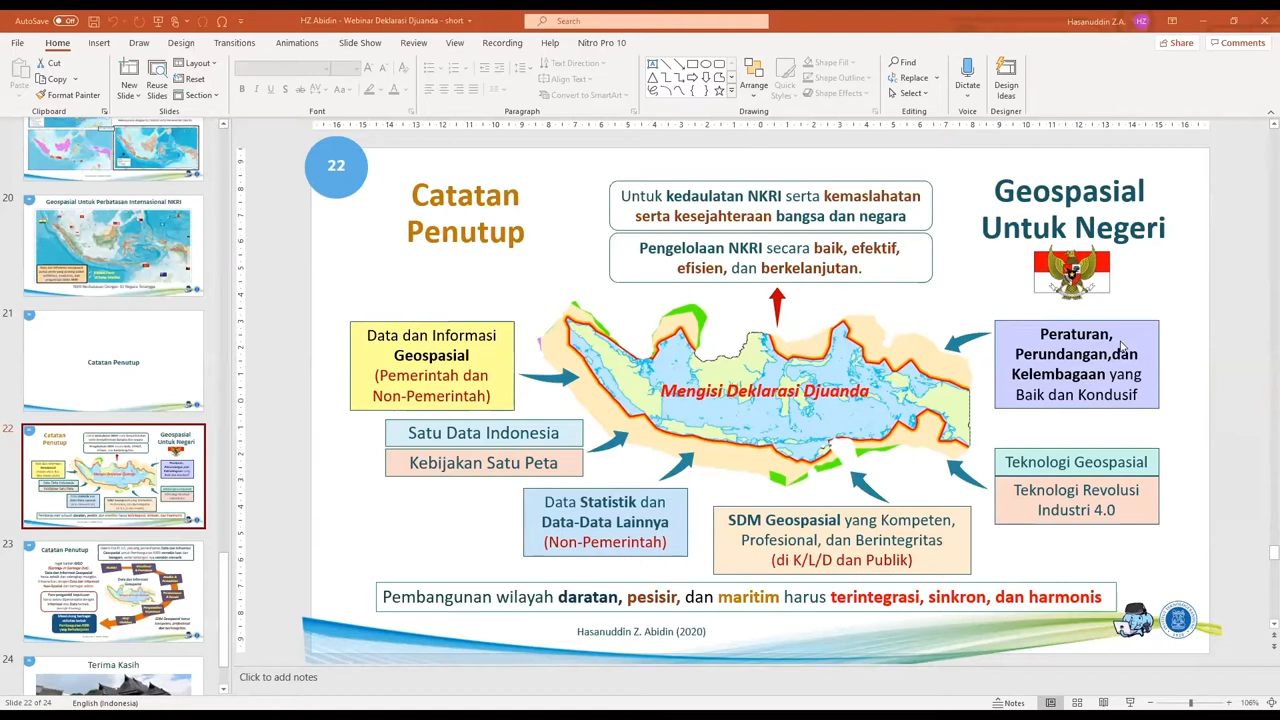 AutoSave Off
HZ Abidin - Webinar Deklarasi Djuanda - short
Search
Hasanuddin Z.A. HZ
File Home Insert Draw Design Transitions Animations Slide Show Review View Recording Help Nitro Pro 10
Share Comments
Paste
Cut
Copy
Format Painter
Clipboard
New Slide
Reuse Slides
Layout
Reset
Section
Slides
Font
Text Direction
Align Text
Convert to SmartArt
Paragraph
Arrange
Quick Styles
Shape Fill
Shape Outline
Shape Effects
Drawing
Find
Replace
Select
Editing
Dictate
Voice
Design Ideas
Designer
20
Geospasial Untuk Perbatasan Internasional NKRI
21
Catatan Penutup
22
23
Catatan Penutup
24
Terima Kasih
22
Catatan
Penutup
Untuk kedaulatan NKRI serta kemaslahatan
serta kesejahteraan bangsa dan negara
Pengelolaan NKRI secara baik, efektif,
efisien, dan berkelanjutan.
Geospasial
Untuk Negeri
Data dan Informasi
Geospasial
(Pemerintah dan
Non-Pemerintah)
Mengisi Deklarasi Djuanda
Peraturan,
Perundangan,dan
Kelembagaan yang
Baik dan Kondusif
Satu Data Indonesia
Kebijakan Satu Peta
Teknologi Geospasial
Teknologi Revolusi
Industri 4.0
Data Statistik dan
Data-Data Lainnya
(Non-Pemerintah)
SDM Geospasial yang Kompeten,
Profesional, dan Berintegritas
(di K/L/D dan Publik)
Pembangunan wilayah daratan, pesisir, dan maritim harus terintegrasi, sinkron, dan harmonis
Hasanuddin Z. Abidin (2020)
Click to add notes
Slide 22 of 24 English (Indonesia)
Notes
106%